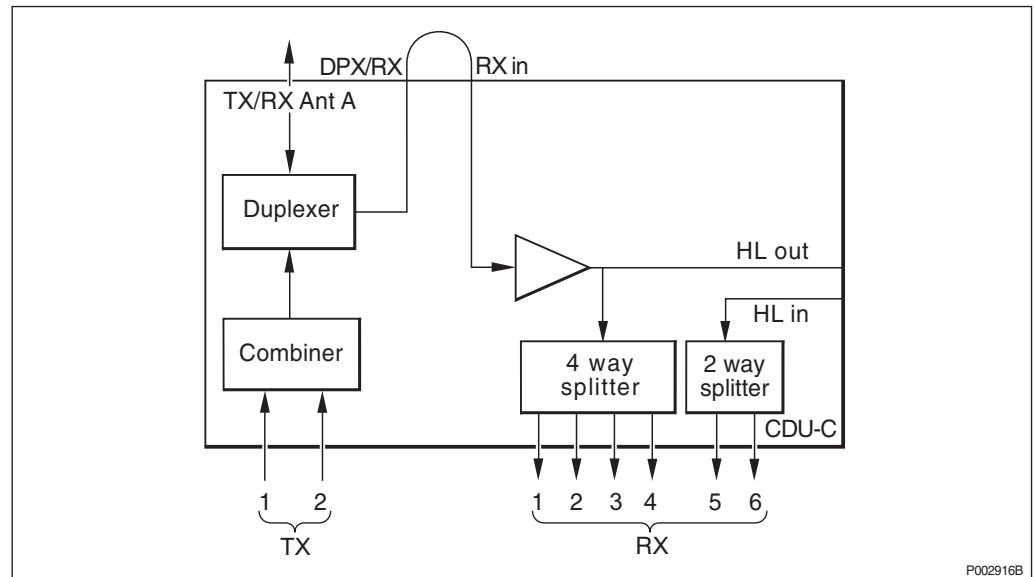 DPX/RX
RX in
TX/RX Ant A
Duplexer
HL out
HL in
Combiner
4 way
splitter
2 way
splitter
CDU-C
1 2
TX
1 2 3 4 5 6
RX
P002916B